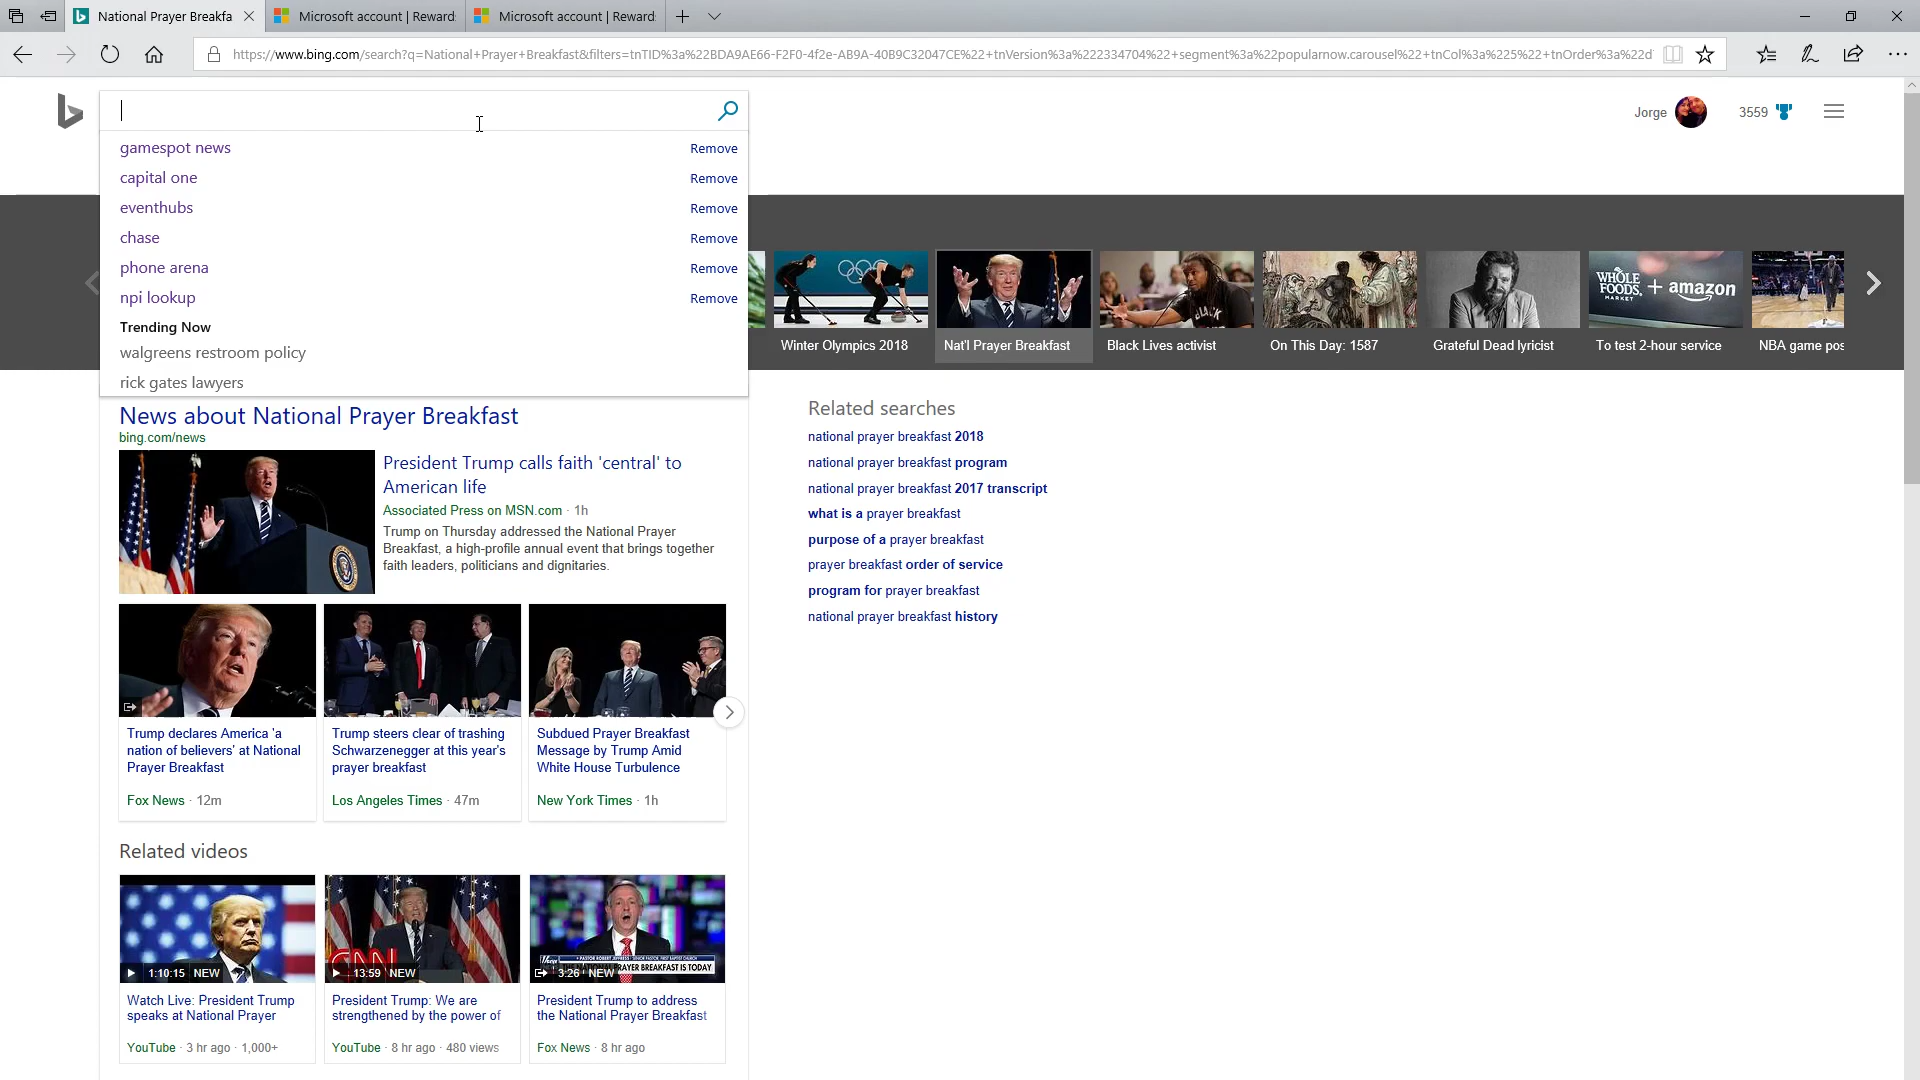 National Prayer Breakfa
Microsoft account | Reward
Microsoft account | Reward
https://www.bing.com/search?q=National+Prayer+Breakfast&filters=tnTID%3a%22BDA9AE66-F2F0-4f2e-AB9A-40B9C32047CE%22+tnVersion%3a%222334704%22+segment%3a%22popularnow.carousel%22+tnCol%3a%225%22+tnOrder%3a%22d
Jorge
3559
gamespot news Remove
capital one Remove
eventhubs Remove
chase Remove
phone arena Remove
npi lookup Remove
Trending Now
walgreens restroom policy
rick gates lawyers
BLACK
WHOLE
FOODS
MARKET
+ amazon
Winter Olympics 2018
Nat'l Prayer Breakfast
Black Lives activist
On This Day: 1587
Grateful Dead lyricist
To test 2-hour service
NBA game pos
News about National Prayer Breakfast
bing.com/news
President Trump calls faith 'central' to
American life
Associated Press on MSN.com · 1h
Trump on Thursday addressed the National Prayer
Breakfast, a high-profile annual event that brings together
faith leaders, politicians and dignitaries.
Trump declares America 'a
nation of believers' at National
Prayer Breakfast
Fox News · 12m
Trump steers clear of trashing
Schwarzenegger at this year's
prayer breakfast
Los Angeles Times · 47m
Subdued Prayer Breakfast
Message by Trump Amid
White House Turbulence
New York Times · 1h
Related videos
1:10:15 NEW
Watch Live: President Trump
speaks at National Prayer
YouTube · 3 hr ago · 1,000+
CNN
13:59 NEW
President Trump: We are
strengthened by the power of
YouTube · 8 hr ago · 480 views
PRAYER BREAKFAST IS TODAY
3:26 NEW
President Trump to address
the National Prayer Breakfast
Fox News · 8 hr ago
Related searches
national prayer breakfast 2018
national prayer breakfast program
national prayer breakfast 2017 transcript
what is a prayer breakfast
purpose of a prayer breakfast
prayer breakfast order of service
program for prayer breakfast
national prayer breakfast history